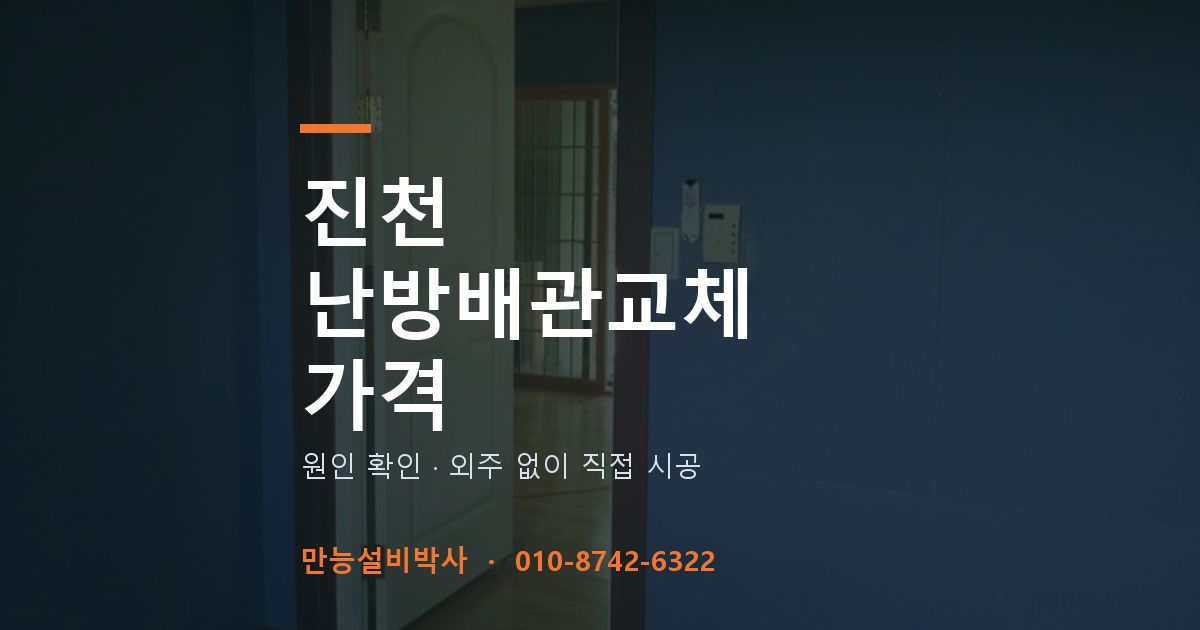 진천
난방배관교체
가격
원인 확인 · 외주 없이 직접 시공
만능설비박사 · 010-8742-6322